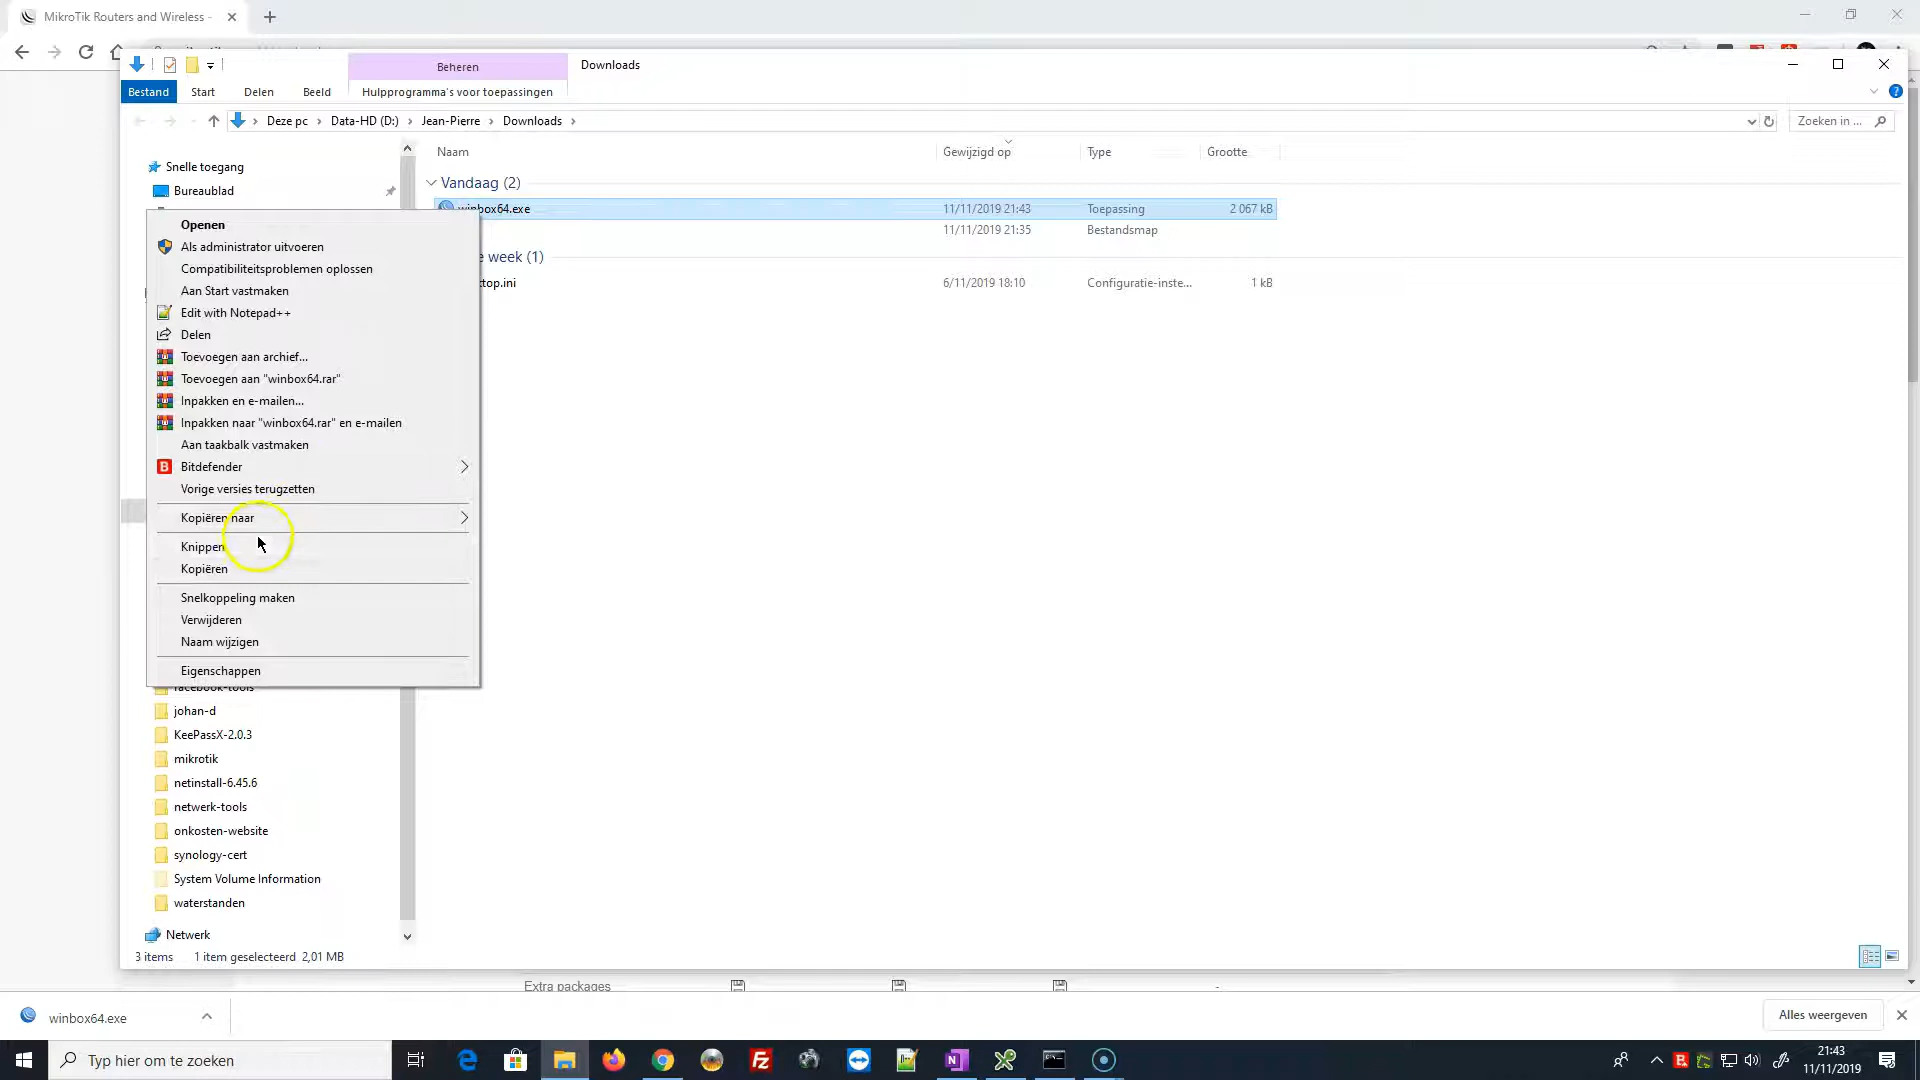 MikroTik Routers and Wireless -
Beheren
Downloads
Bestand
Start
Delen
Beeld
Hulpprogramma's voor toepassingen
Deze pc
Data-HD (D:)
Jean-Pierre
Downloads
Zoeken in ...
Snelle toegang
Bureaublad
Naam
Gewijzigd op
Type
Grootte
Vandaag (2)
winbox64.exe
11/11/2019 21:43
Toepassing
2 067 kB
11/11/2019 21:35
Bestandsmap
week (1)
top.ini
6/11/2019 18:10
Configuratie-inste...
1 kB
Openen
Als administrator uitvoeren
Compatibiliteitsproblemen oplossen
Aan Start vastmaken
Edit with Notepad++
Delen
Toevoegen aan archief...
Toevoegen aan "winbox64.rar"
Inpakken en e-mailen...
Inpakken naar "winbox64.rar" en e-mailen
Aan taakbalk vastmaken
Bitdefender
Vorige versies terugzetten
Kopiëren naar
Knippen
Kopiëren
Snelkoppeling maken
Verwijderen
Naam wijzigen
Eigenschappen
facebook-tools
johan-d
KeePassX-2.0.3
mikrotik
netinstall-6.45.6
netwerk-tools
onkosten-website
synology-cert
System Volume Information
waterstanden
Netwerk
3 items
1 item geselecteerd 2,01 MB
Extra packages
-
winbox64.exe
Alles weergeven
Typ hier om te zoeken
21:43
11/11/2019